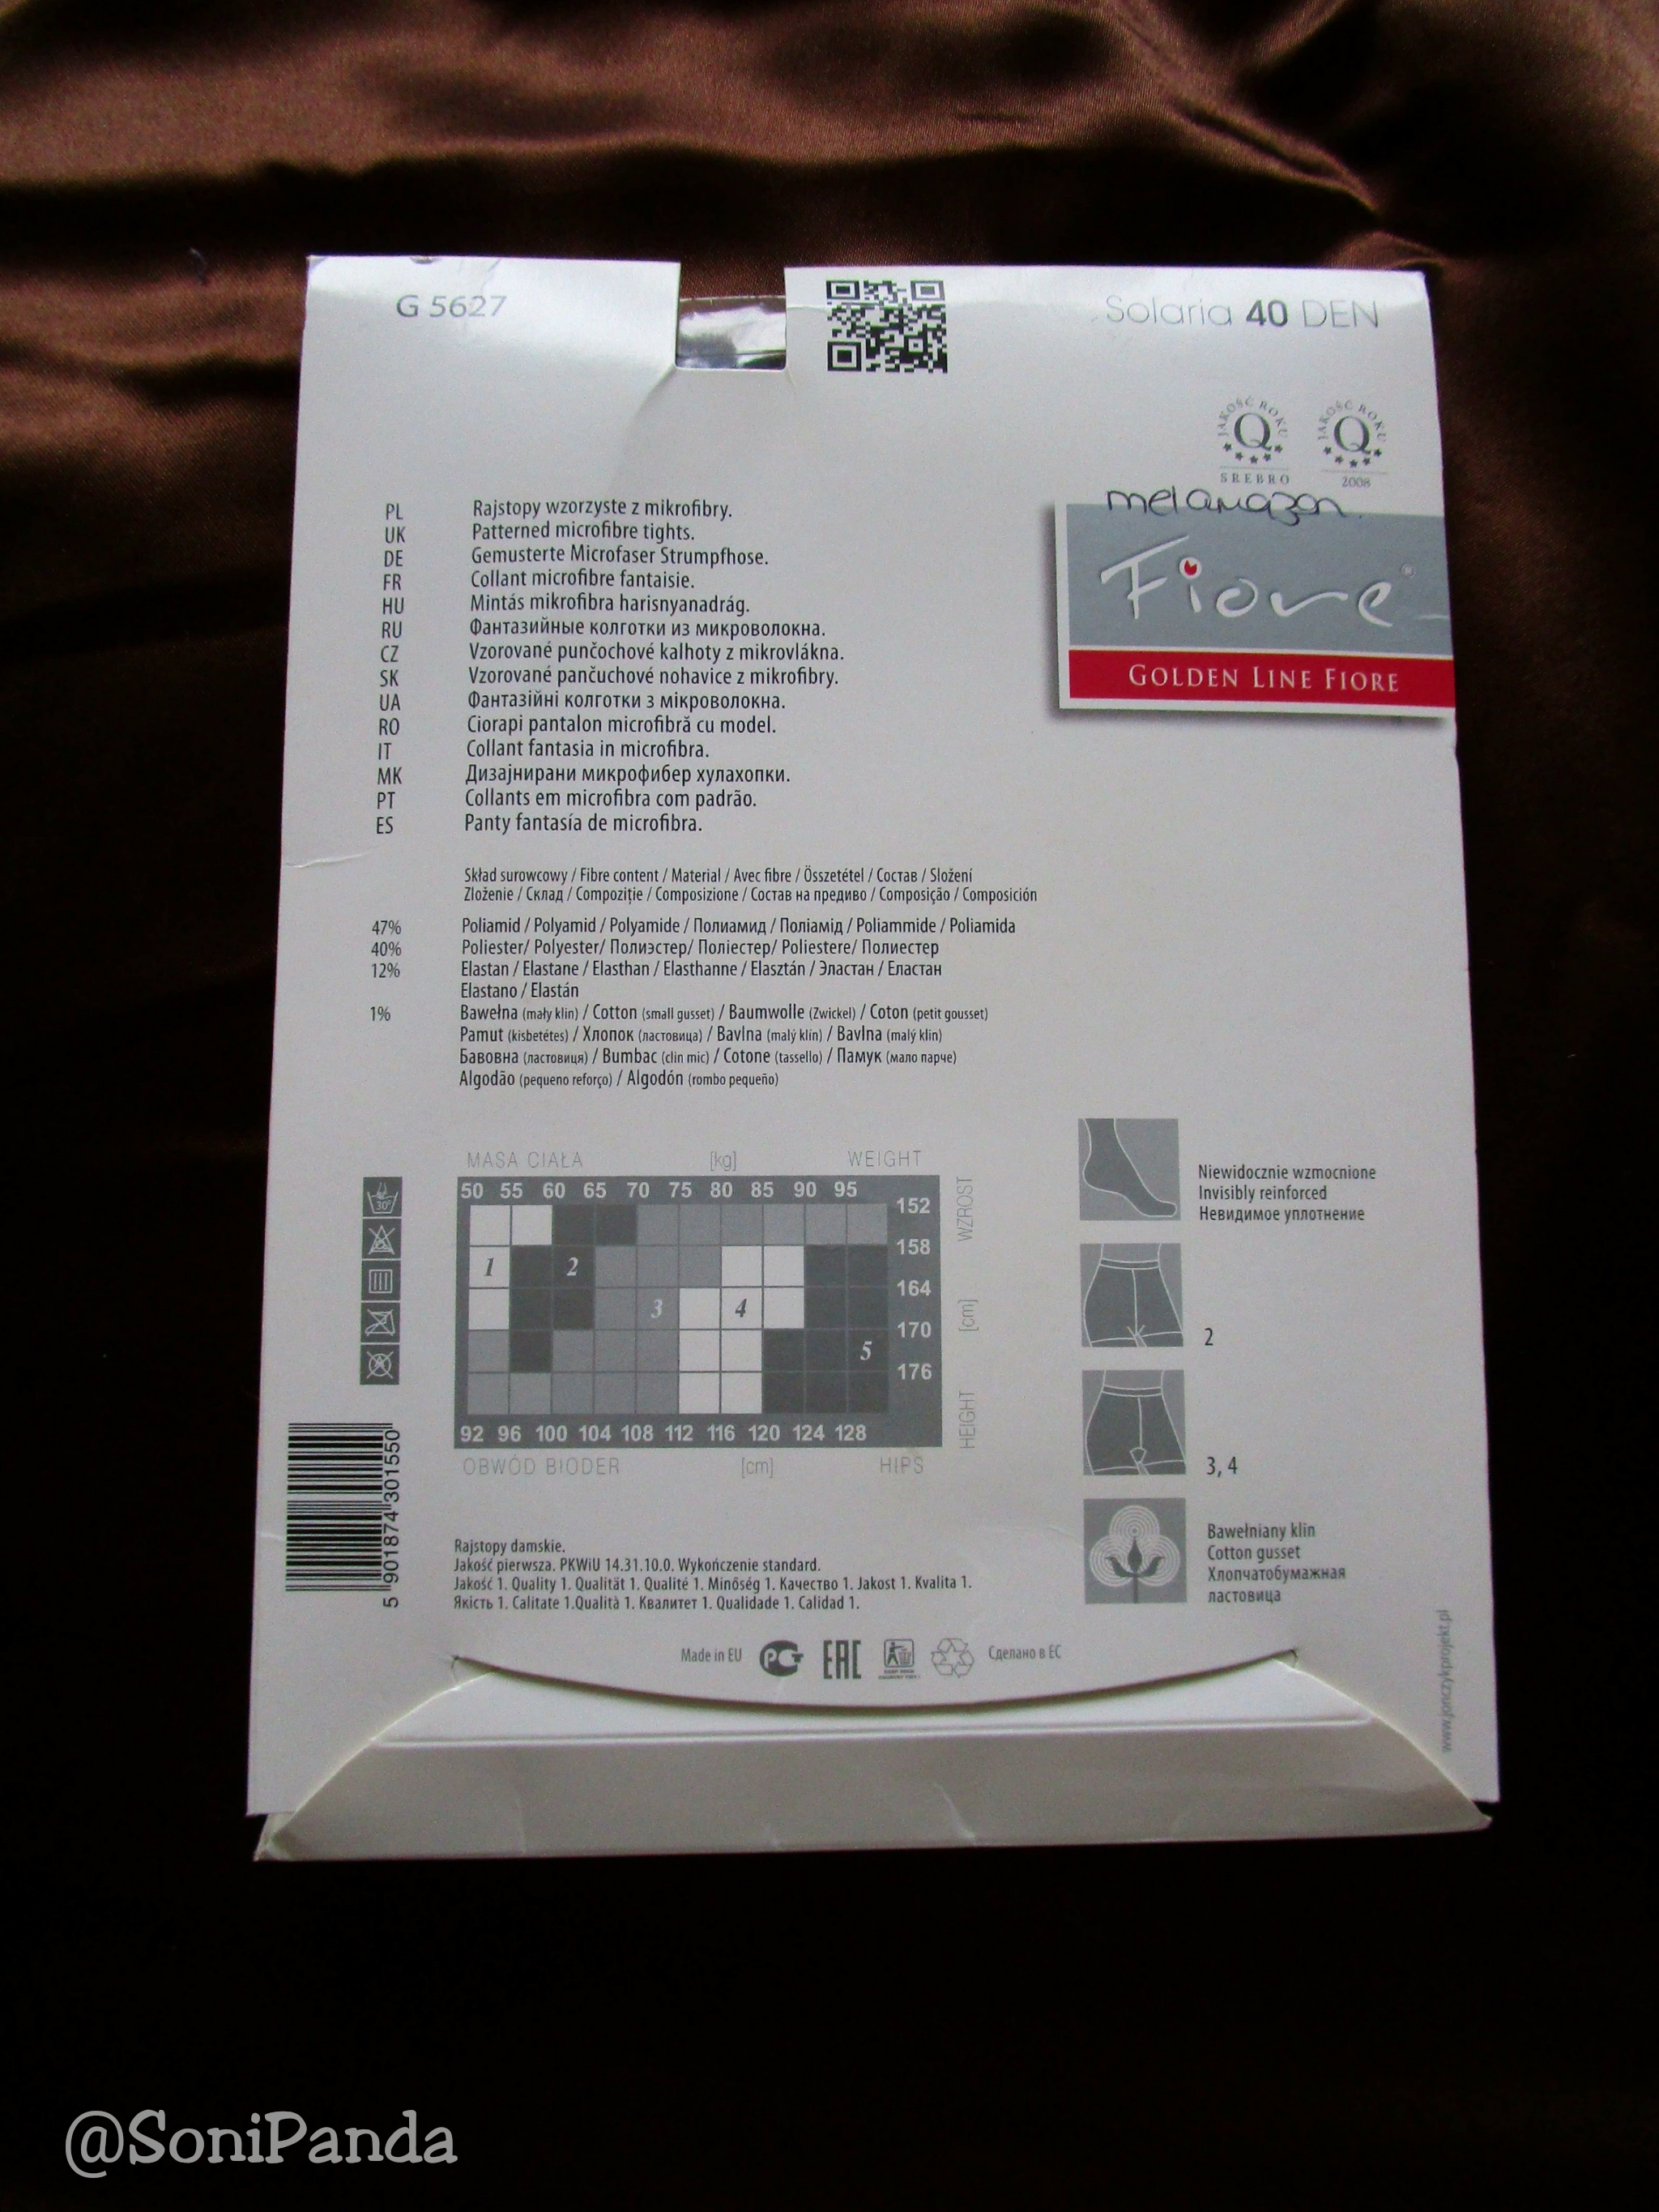 G 5627
Solaria 40 DEN
JAKOŚĆ ROKU
Q
SREBRO
JAKOŚĆ ROKU
Q
2008
melamazon
Fiore®
GOLDEN LINE FIORE
PL Rajstopy wzorzyste z mikrofibry.
UK Patterned microfibre tights.
DE Gemusterte Microfaser Strumpfhose.
FR Collant microfibre fantaisie.
HU Mintás mikrofibra harisnyanadrág.
RU Фантазийные колготки из микроволокна.
CZ Vzorované punčochové kalhoty z mikrovlákna.
SK Vzorované pančuchové nohavice z mikrofibry.
UA Фантазійні колготки з мікроволокна.
RO Ciorapi pantalon microfibră cu model.
IT Collant fantasia in microfibra.
MK Дизајнирани микрофибер хулахопки.
PT Collants em microfibra com padrão.
ES Panty fantasía de microfibra.
Skład surowcowy / Fibre content / Material / Avec fibre / Összetétel / Состав / Složení
Zloženie / Склад / Compoziție / Composizione / Состав на предиво / Composição / Composición
47% Poliamid / Polyamid / Polyamide / Полиамид / Поліамід / Poliammide / Poliamida
40% Poliester/ Polyester/ Полиэстер/ Поліестер/ Poliestere/ Полиестер
12% Elastan / Elastane / Elasthan / Elasthanne / Elasztán / Эластан / Еластан
Elastano / Elastán
1% Bawełna (mały klin) / Cotton (small gusset) / Baumwolle (Zwickel) / Coton (petit gousset)
Pamut (kisbetétes) / Хлопок (ластовица) / Bavlna (malý klín) / Bavlna (malý klin)
Бавовна (ластовиця) / Bumbac (clin mic) / Cotone (tassello) / Памук (мало парче)
Algodão (pequeno reforço) / Algodón (rombo pequeño)
MASA CIAŁA [kg] WEIGHT
50 55 60 65 70 75 80 85 90 95
152
158
164
170
176
1 2 3 4 5
92 96 100 104 108 112 116 120 124 128
OBWÓD BIODER [cm] HIPS
WZROST [cm] HEIGHT
30°
Niewidocznie wzmocnione
Invisibly reinforced
Невидимое уплотнение
2
3, 4
Bawełniany klin
Cotton gusset
Хлопчатобумажная
ластовица
5 901874 301550
Rajstopy damskie.
Jakość pierwsza. PKWiU 14.31.10.0. Wykończenie standard.
Jakość 1. Quality 1. Qualität 1. Qualité 1. Minőség 1. Качество 1. Jakost 1. Kvalita 1.
Якість 1. Calitate 1.Qualità 1. Квалитет 1. Qualidade 1. Calidad 1.
Made in EU
EAC
Сделано в ЕС
www.jonczykprojekt.pl
@SoniPanda